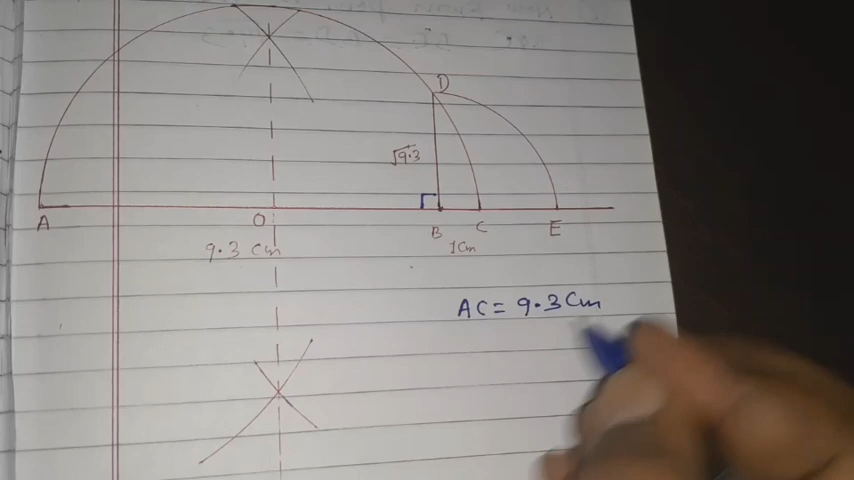 D
√9.3
A
O
B
C
E
9.3 cm
1cm
AC = 9.3 cm